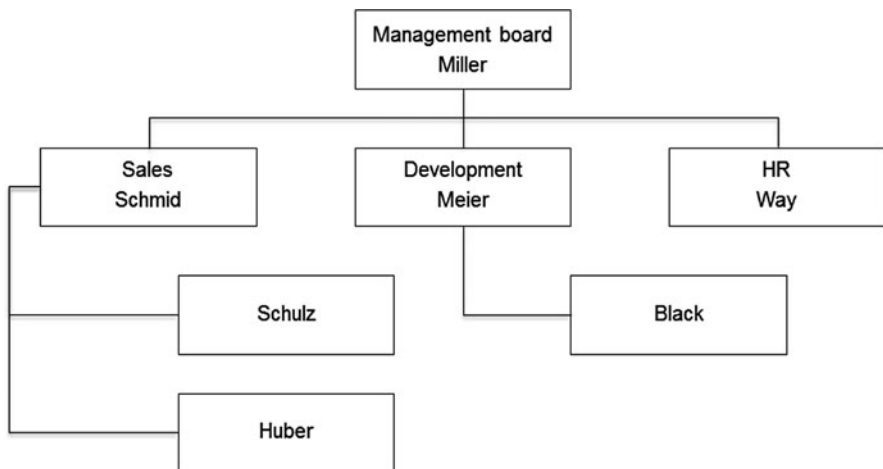 Management board
Miller
Sales
Schmid
Development
Meier
HR
Way
Schulz
Black
Huber